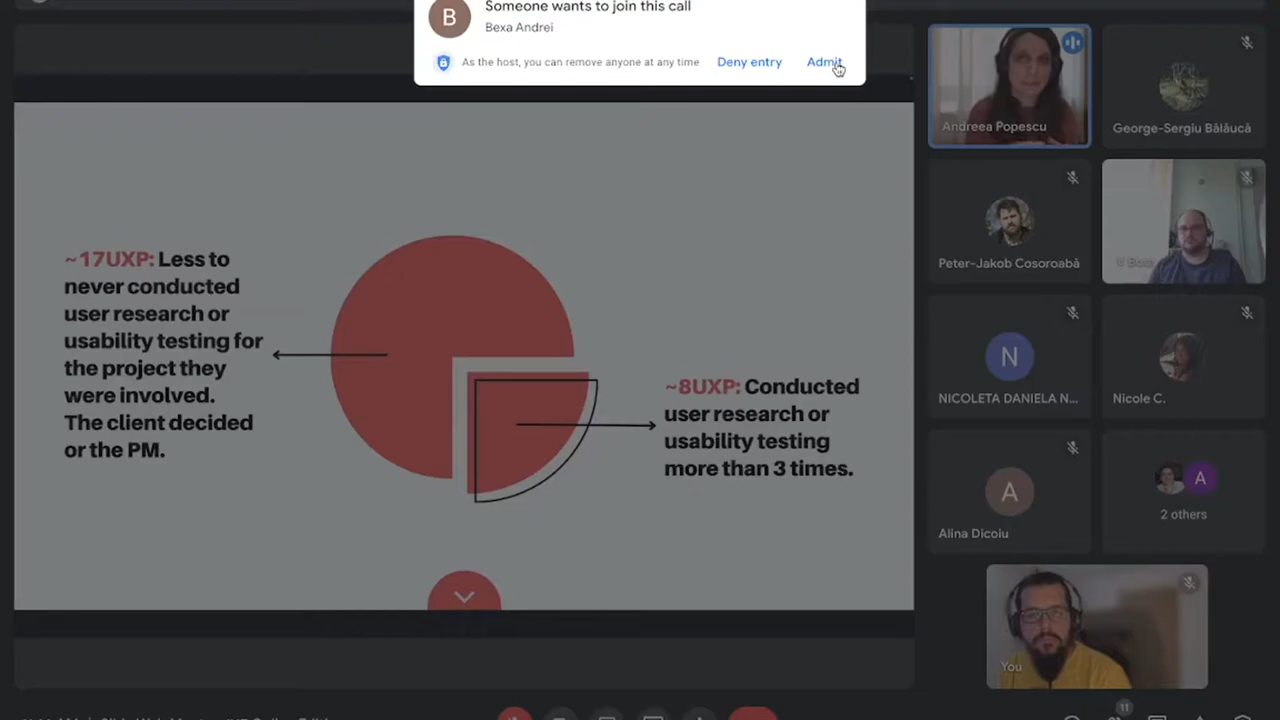 Someone wants to join this call
B
Bexa Andrei
As the host, you can remove anyone at any time
Deny entry
Admit
~17UXP: Less to
never conducted
user research or
usability testing for
the project they
were involved.
The client decided
or the PM.
~8UXP: Conducted
user research or
usability testing
more than 3 times.
Andreea Popescu
George-Sergiu Bălăucă
Peter-Jakob Cosoroabă
N
NICOLETA DANIELA N...
Nicole C.
A
Alina Dicoiu
A
2 others
You
11